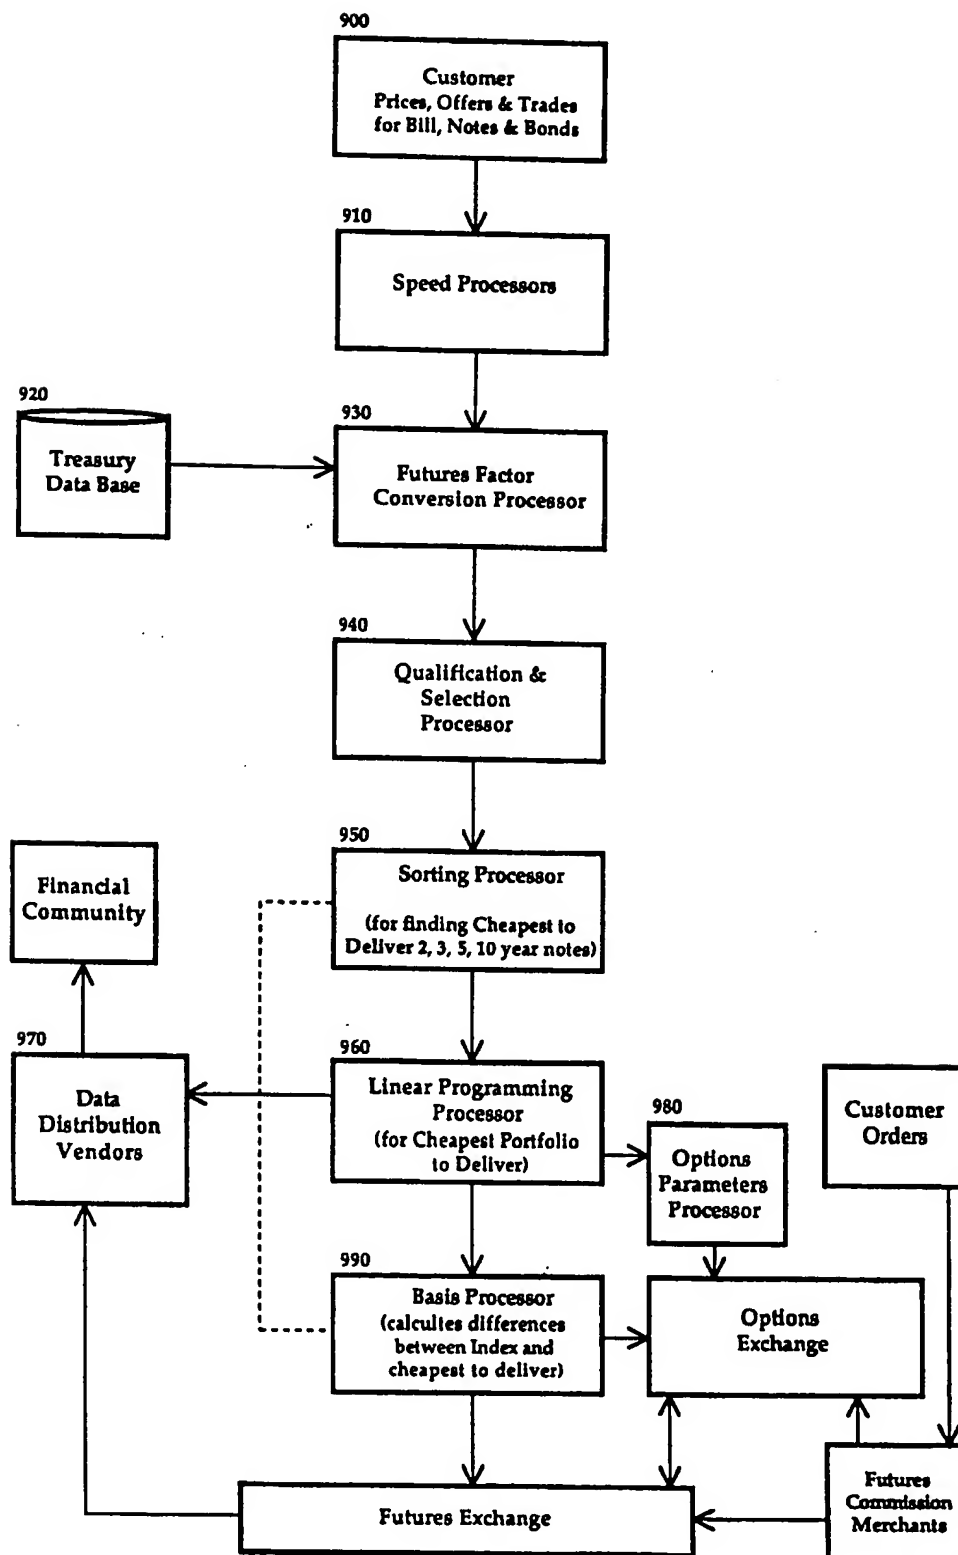 900
Customer
Prices, Offers & Trades
for Bill, Notes & Bonds
910
Speed Processors
920
Treasury
Data Base
930
Futures Factor
Conversion Processor
940
Qualification &
Selection
Processor
950
Sorting Processor
(for finding Cheapest to
Deliver 2, 3, 5, 10 year notes)
Financial
Community
960
Linear Programming
Processor
(for Cheapest Portfolio
to Deliver)
970
Data
Distribution
Vendors
980
Options
Parameters
Processor
Customer
Orders
990
Basis Processor
(calcultes differences
between Index and
cheapest to deliver)
Options
Exchange
Futures Exchange
Futures
Commission
Merchants